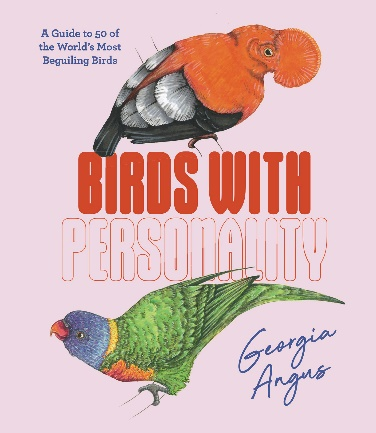 A Guide to 50 of
the World's Most
Beguiling Birds
BIRDS WITH
PERSONALITY
Georgia
Angus